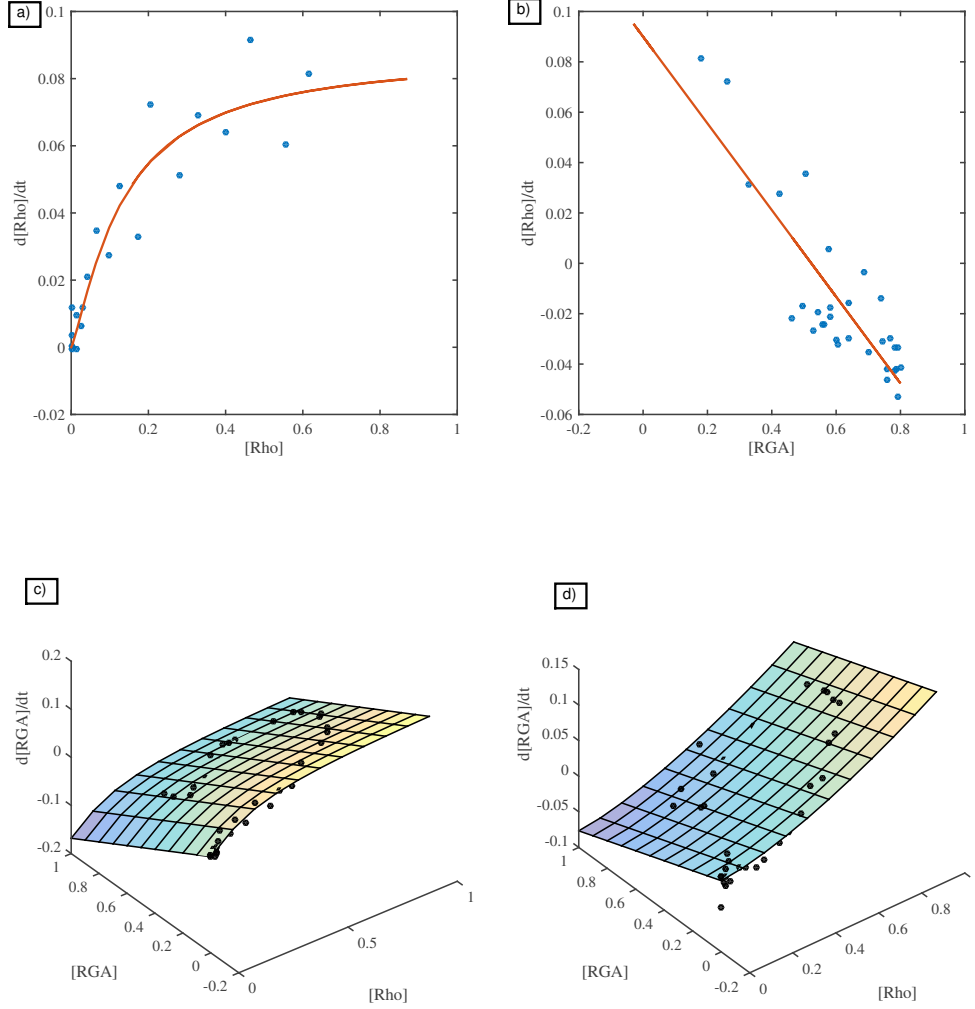 a)
0.1
0.08
0.06
0.04
0.02
0
-0.02
d[Rho]/dt
0 0.2 0.4 0.6 0.8 1
[Rho]
b)
0.1
0.08
0.06
0.04
0.02
0
-0.02
-0.04
-0.06
d[Rho]/dt
-0.2 0 0.2 0.4 0.6 0.8 1
[RGA]
c)
0.2
0.1
0
-0.1
-0.2
d[RGA]/dt
1 0.8 0.6 0.4 0.2 0 -0.2
[RGA]
0 0.5 1
[Rho]
d)
0.15
0.1
0.05
0
-0.05
-0.1
d[RGA]/dt
1 0.8 0.6 0.4 0.2 0 -0.2
[RGA]
0 0.2 0.4 0.6 0.8
[Rho]